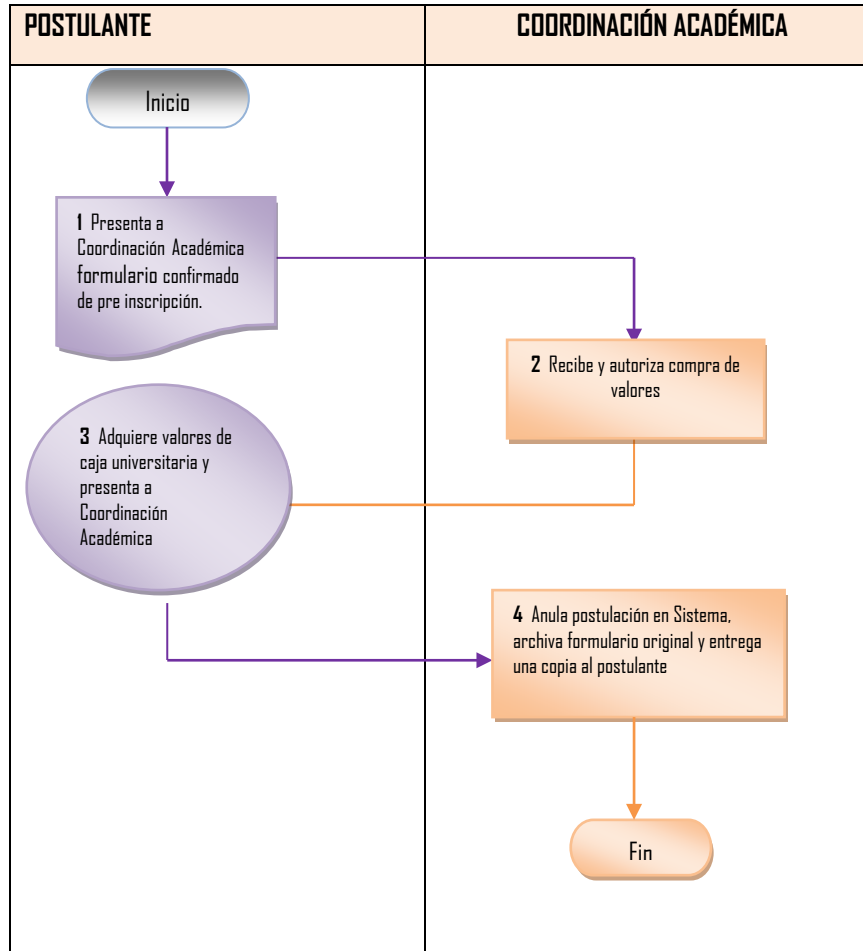 POSTULANTE
COORDINACIÓN ACADÉMICA
Inicio
1 Presenta a
Coordinación Académica
formulario confirmado
de pre inscripción.
2 Recibe y autoriza compra de
valores
3 Adquiere valores de
caja universitaria y
presenta a
Coordinación
Académica
4 Anula postulación en Sistema,
archiva formulario original y entrega
una copia al postulante
Fin